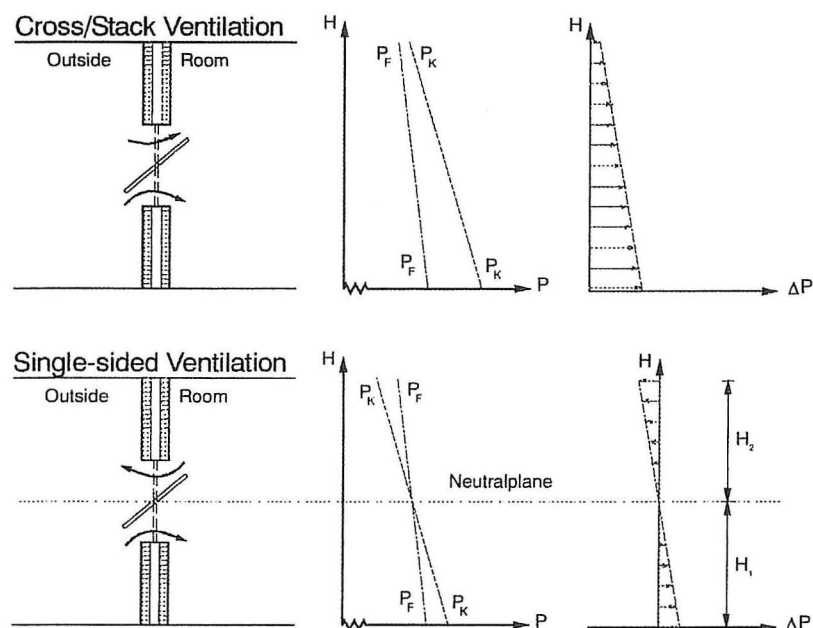 Cross/Stack Ventilation
Outside Room
H
P_F P_K
P_F P_K
P
H
ΔP
Single-sided Ventilation
Outside Room
H
P_K P_F
P_F P_K
P
Neutralplane
H
H_2
H_1
ΔP